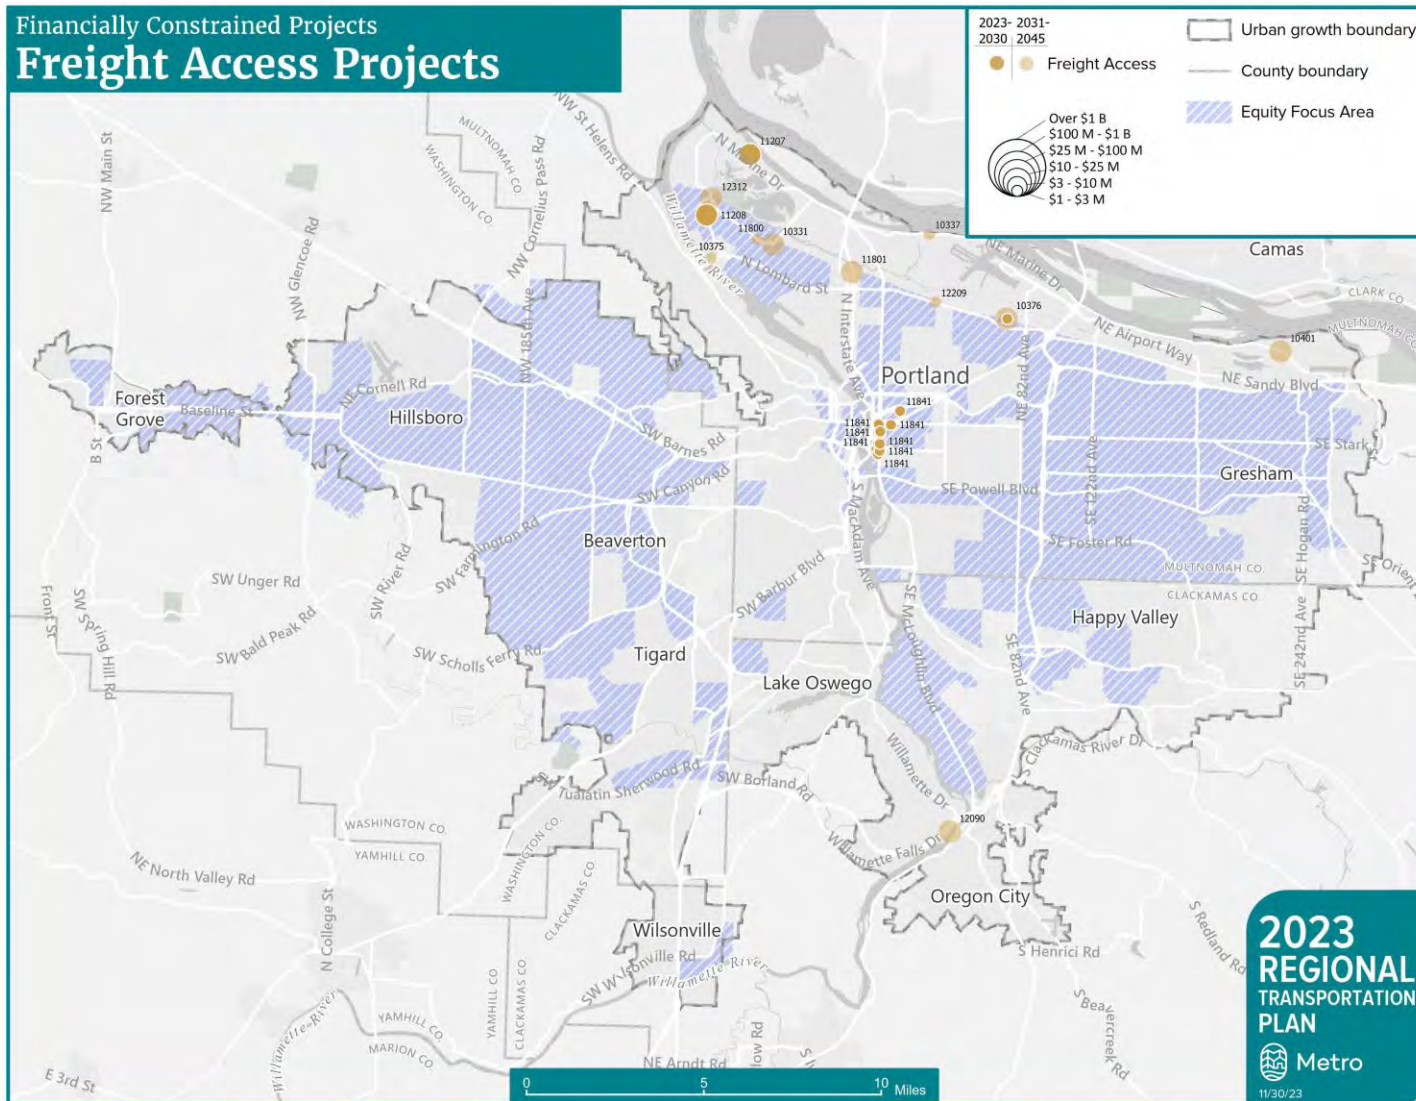 Financially Constrained Projects
Freight Access Projects
2023- 2031-
2030 2045
Freight Access
Over $1 B
$100 M - $1 B
$25 M - $100 M
$10 - $25 M
$3 - $10 M
$1 - $3 M
Urban growth boundary
County boundary
Equity Focus Area
NW Main St
MULTNOMAH CO.
WASHINGTON CO.
NW Cornelius Pass Rd
NW St Helens Rd
NW Glencoe Rd
N Marine Dr
11207
12312
11208
11800
10331
10375
Willamette River
N Lombard St
11801
10337
NE Marine Dr
Camas
CLARK CO.
MULTNOMAH CO.
12209
10376
NE Airport Way
10401
NE Sandy Blvd
N Interstate Ave
NW 185th Ave
Portland
NE 82nd Ave
Forest
Grove
Baseline St
NE Cornell Rd
Hillsboro
B St
SW Barnes Rd
11841
11841
11841
11841
11841
11841
11841
11841
SE Stark St
SW Canyon Rd
SE Powell Blvd
SE 122nd Ave
Gresham
S MacAdam Ave
SE Hogan Rd
SW Farmington Rd
Beaverton
SE Foster Rd
MULTNOMAH CO.
CLACKAMAS CO.
SE Orient
SW Unger Rd
SW River Rd
SW Barbur Blvd
Front St
SW Spring Hill Rd
SW Bald Peak Rd
SW Scholls Ferry Rd
Tigard
SE McLoughlin Blvd
SE 82nd Ave
Happy Valley
SE 242nd Ave
Lake Oswego
S Clackamas River Dr
Willamette Dr
SW Tualatin Sherwood Rd
SW Borland Rd
WASHINGTON CO.
YAMHILL CO.
WASHINGTON CO.
CLACKAMAS CO.
12090
Willamette Falls Dr
NE North Valley Rd
Oregon City
N College St
CLACKAMAS CO.
Wilsonville
S Redland Rd
S Henrici Rd
SW Wilsonville Rd
Willamette River
YAMHILL CO.
CLACKAMAS CO.
S Beavercreek Rd
Willamette River
YAMHILL CO.
MARION CO.
NE Arndt Rd
E 3rd St
0 5 10 Miles
2023
REGIONAL
TRANSPORTATION
PLAN
Metro
11/30/23